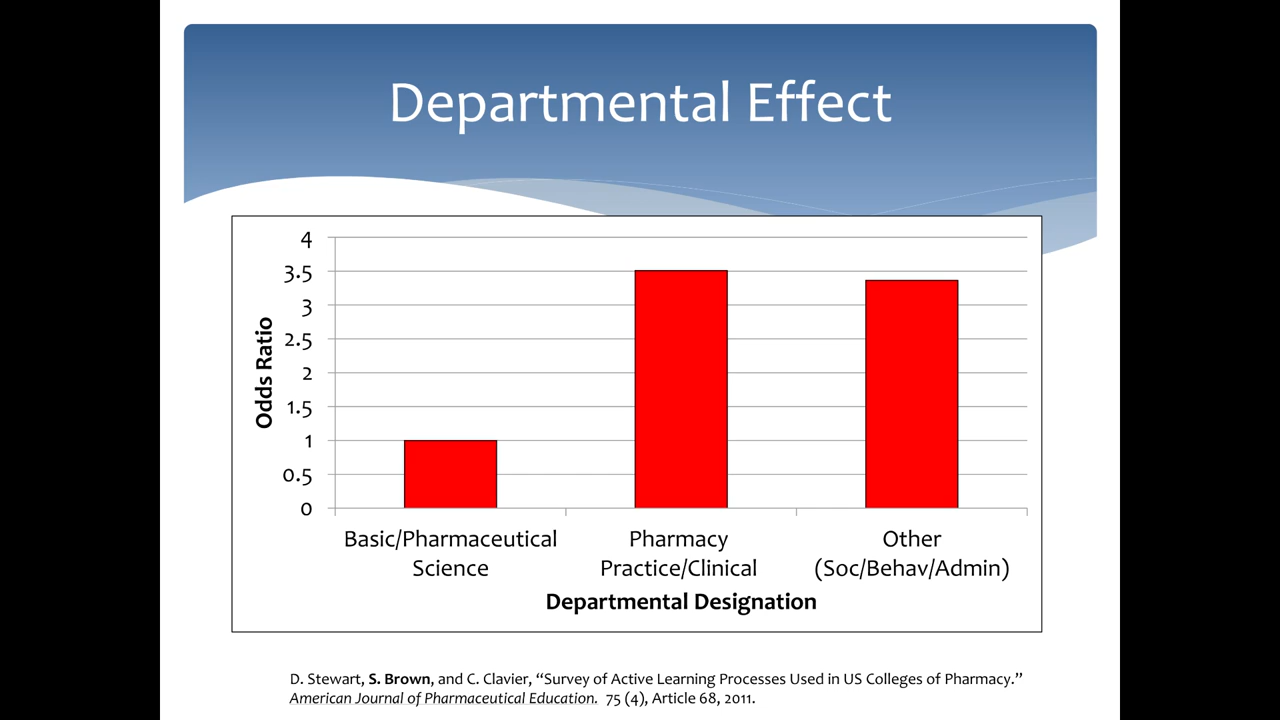 Departmental Effect
4
3.5
3
2.5
2
1.5
1
0.5
0
Odds Ratio
Basic/Pharmaceutical
Science
Pharmacy
Practice/Clinical
Other
(Soc/Behav/Admin)
Departmental Designation
D. Stewart, S. Brown, and C. Clavier, “Survey of Active Learning Processes Used in US Colleges of Pharmacy.”
American Journal of Pharmaceutical Education. 75 (4), Article 68, 2011.